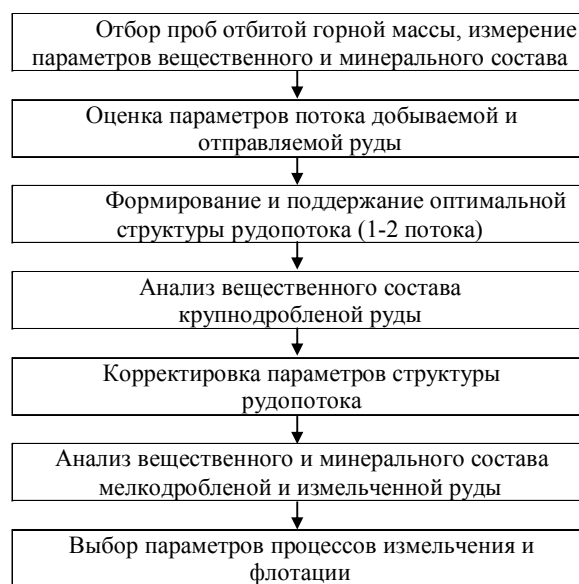 Отбор проб отбитой горной массы, измерение
параметров вещественного и минерального состава
Оценка параметров потока добываемой и
отправляемой руды
Формирование и поддержание оптимальной
структуры рудопотока (1-2 потока)
Анализ вещественного состава
крупнодробленой руды
Корректировка параметров структуры
рудопотока
Анализ вещественного и минерального состава
мелкодробленой и измельченной руды
Выбор параметров процессов измельчения и
флотации